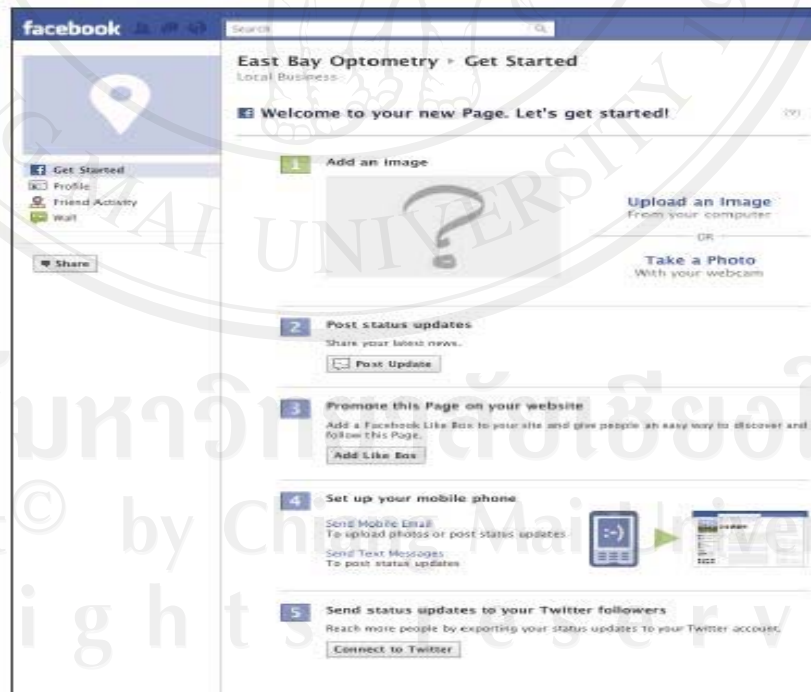 facebook
Search
East Bay Optometry › Get Started
Local Business
Welcome to your new Page. Let's get started!
Get Started
Profile
Friend Activity
Wall
Share
1 Add an image
Upload an Image
From your computer
OR
Take a Photo
With your webcam
2 Post status updates
Share your latest news.
Post Update
3 Promote this Page on your website
Add a Facebook Like Box to your site and give people an easy way to discover and
follow this Page.
Add Like Box
4 Set up your mobile phone
Send Mobile Email
To upload photos or post status updates
Send Text Messages
To post status updates
:-)
5 Send status updates to your Twitter followers
Reach more people by exporting your status updates to your Twitter account.
Connect to Twitter
MAI UNIVERSITY
© by Chiang Mai Univer
ights reserv